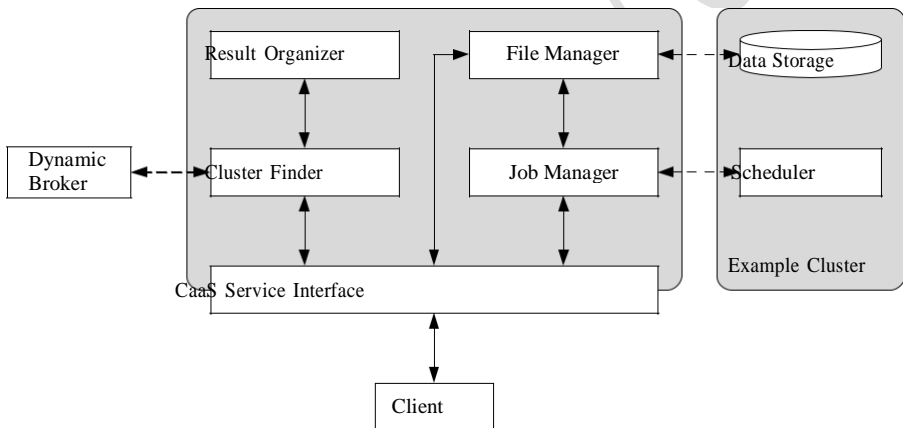 Result Organizer
File Manager
Data Storage
Dynamic
Broker
Cluster Finder
Job Manager
Scheduler
Example Cluster
CaaS Service Interface
Client